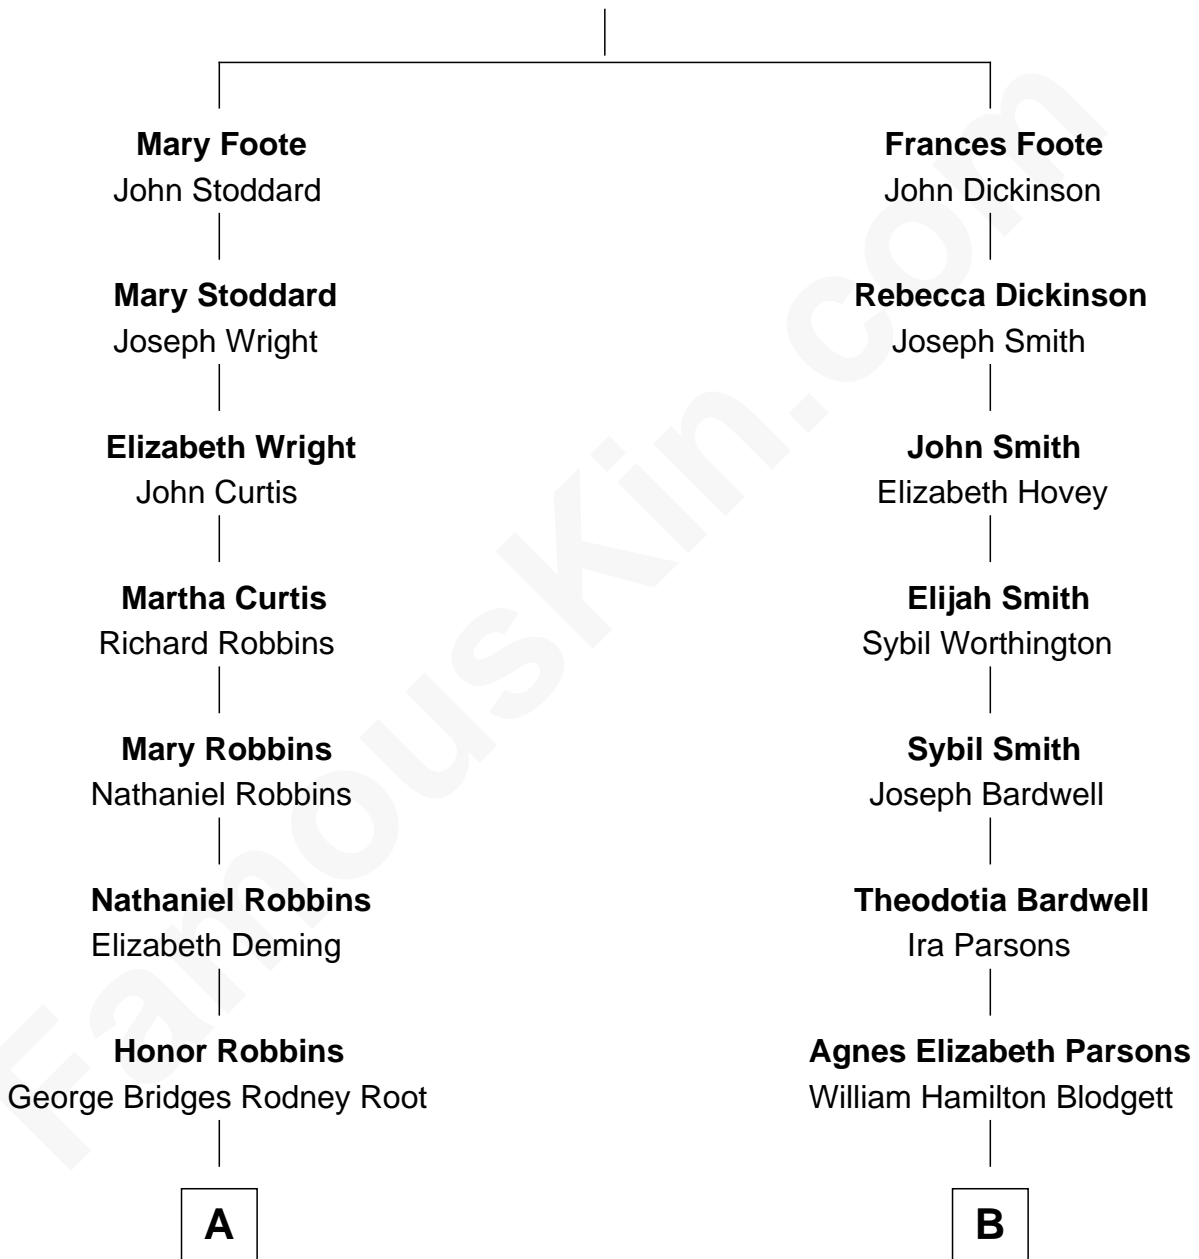 Mary Foote
John Stoddard
Frances Foote
John Dickinson
Mary Stoddard
Joseph Wright
Rebecca Dickinson
Joseph Smith
Elizabeth Wright
John Curtis
John Smith
Elizabeth Hovey
Martha Curtis
Richard Robbins
Elijah Smith
Sybil Worthington
Mary Robbins
Nathaniel Robbins
Sybil Smith
Joseph Bardwell
Nathaniel Robbins
Elizabeth Deming
Theodotia Bardwell
Ira Parsons
Honor Robbins
George Bridges Rodney Root
Agnes Elizabeth Parsons
William Hamilton Blodgett
A
B
FamousKin.com